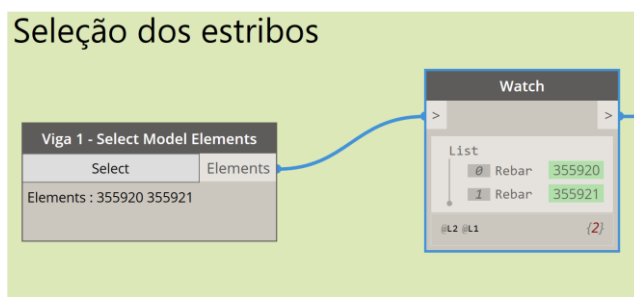 Seleção dos estribos
Watch
> >
Viga 1 - Select Model Elements
Select Elements
Elements : 355920 355921
List
0 Rebar 355920
1 Rebar 355921
@L2 @L1 {2}